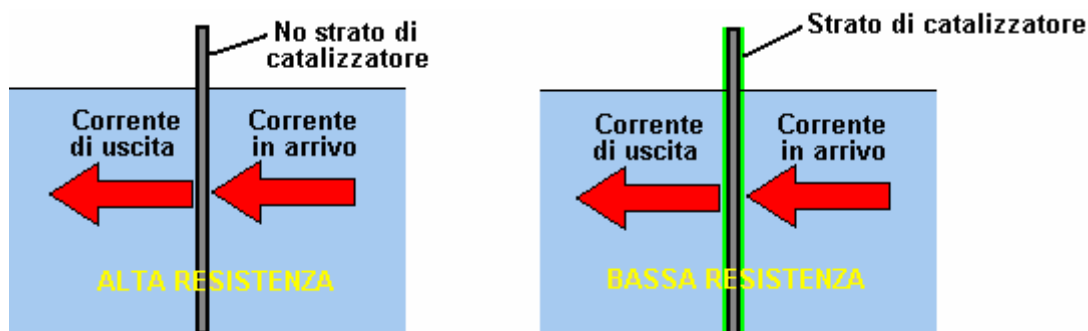 No strato di
catalizzatore
Corrente
di uscita
Corrente
in arrivo
ALTA RESISTENZA
Strato di catalizzatore
Corrente
di uscita
Corrente
in arrivo
BASSA RESISTENZA